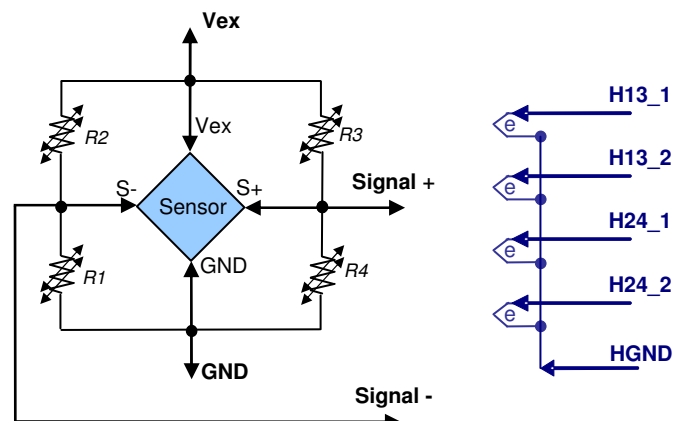 Vex
H13_1
e
R2
Vex
R3
H13_2
e
S-
S+
Signal +
Sensor
H24_1
e
R1
GND
R4
H24_2
e
GND
HGND
Signal -